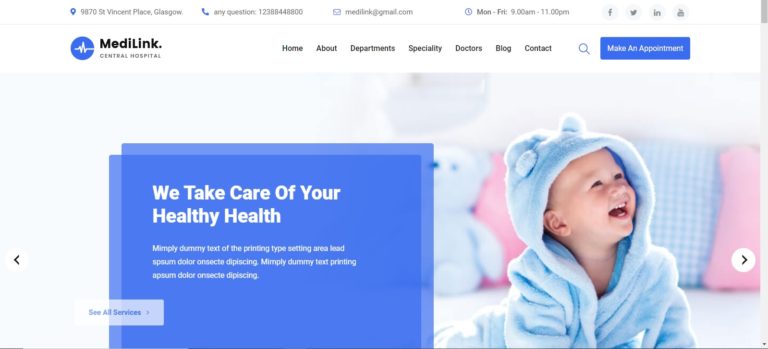 9870 St Vincent Place, Glasgow.
any question: 12388448800
medilink@gmail.com
Mon - Fri: 9.00am - 11.00pm
MediLink.
CENTRAL HOSPITAL
Home
About
Departments
Speciality
Doctors
Blog
Contact
Make An Appointment
We Take Care Of Your
Healthy Health
Mimply dummy text of the printing type setting area lead
spsum dolor onsecte dipiscing. Mimply dummy text printing
apsum dolor onsecte dipiscing.
See All Services